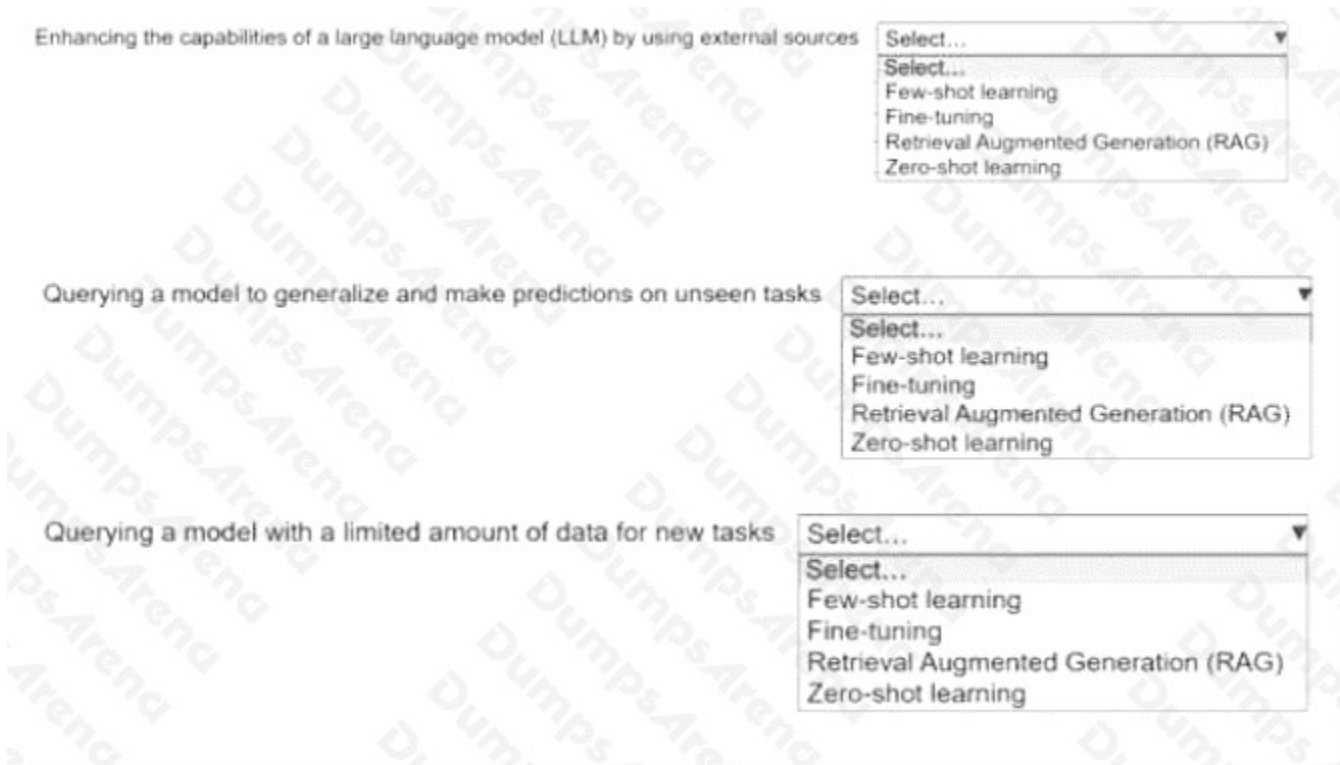 Enhancing the capabilities of a large language model (LLM) by using external sources Select...
Select...
Few-shot learning
Fine-tuning
Retrieval Augmented Generation (RAG)
Zero-shot learning
Querying a model to generalize and make predictions on unseen tasks Select...
Select...
Few-shot learning
Fine-tuning
Retrieval Augmented Generation (RAG)
Zero-shot learning
Querying a model with a limited amount of data for new tasks Select...
Select...
Few-shot learning
Fine-tuning
Retrieval Augmented Generation (RAG)
Zero-shot learning
DumpsArena